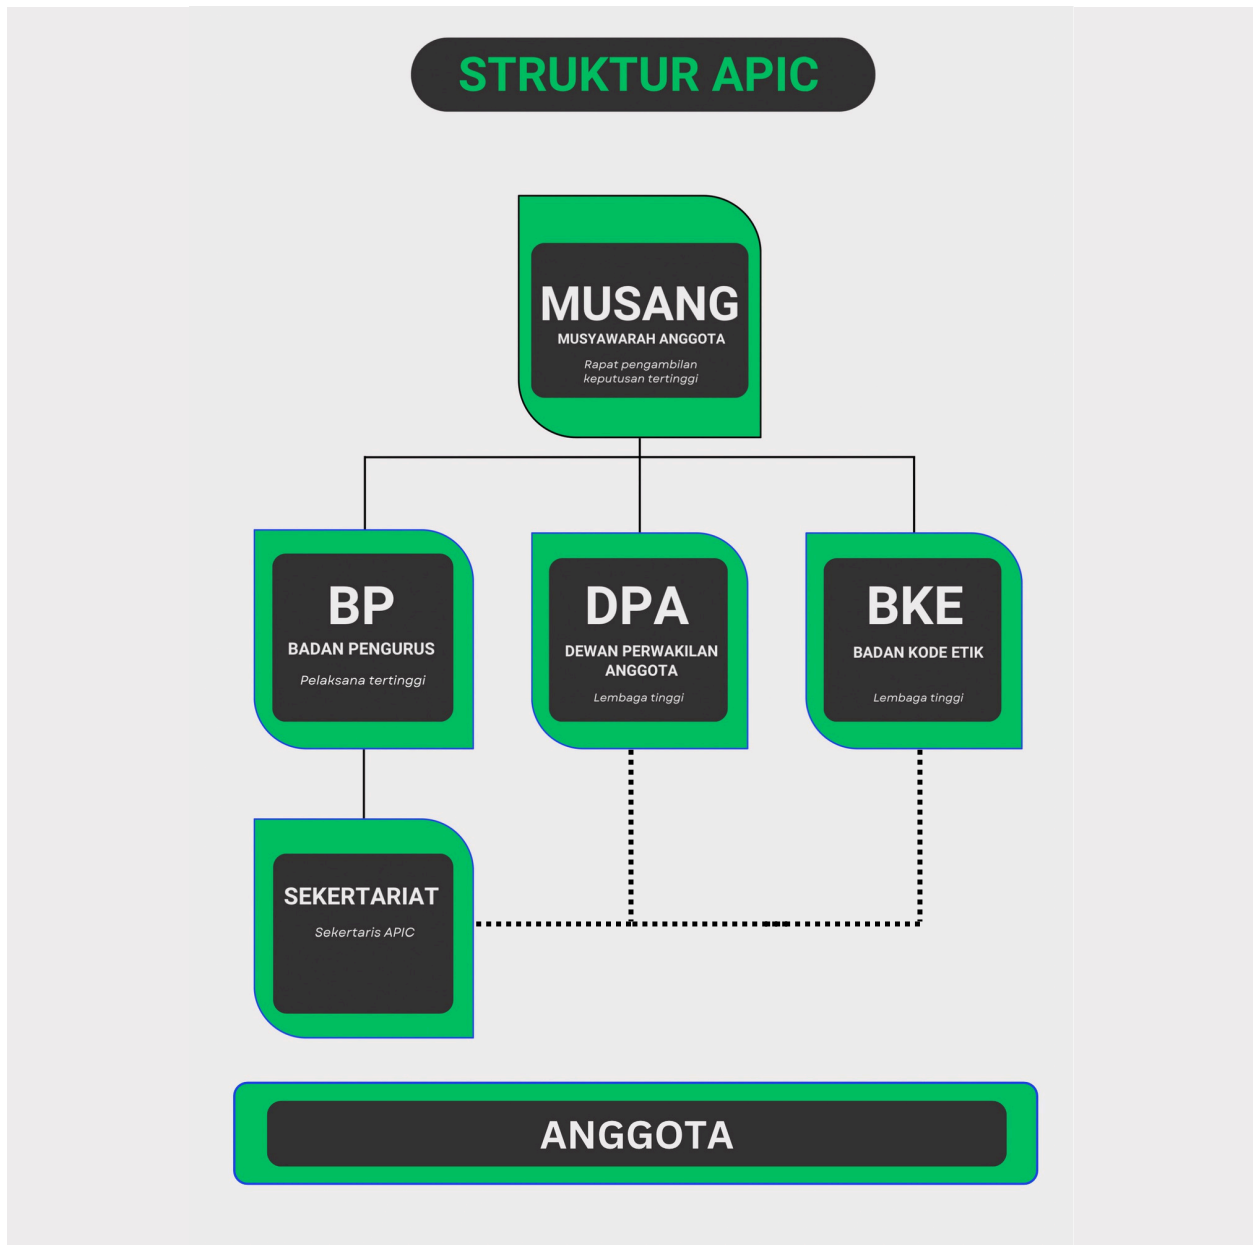 STRUKTUR APIC
MUSANG
MUSYAWARAH ANGGOTA
Rapat pengambilan
keputusan tertinggi
BP
BADAN PENGURUS
Pelaksana tertinggi
DPA
DEWAN PERWAKILAN
ANGGOTA
Lembaga tinggi
BKE
BADAN KODE ETIK
Lembaga tinggi
SEKERTARIAT
Sekertaris APIC
ANGGOTA